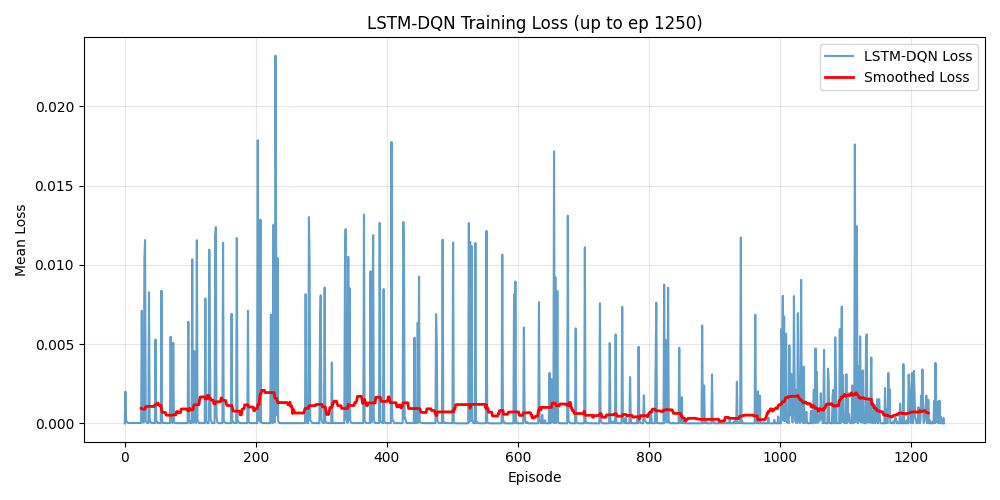 LSTM-DQN Training Loss (up to ep 1250)
LSTM-DQN Loss
Smoothed Loss
Mean Loss
0.020
0.015
0.010
0.005
0.000
0 200 400 600 800 1000 1200
Episode